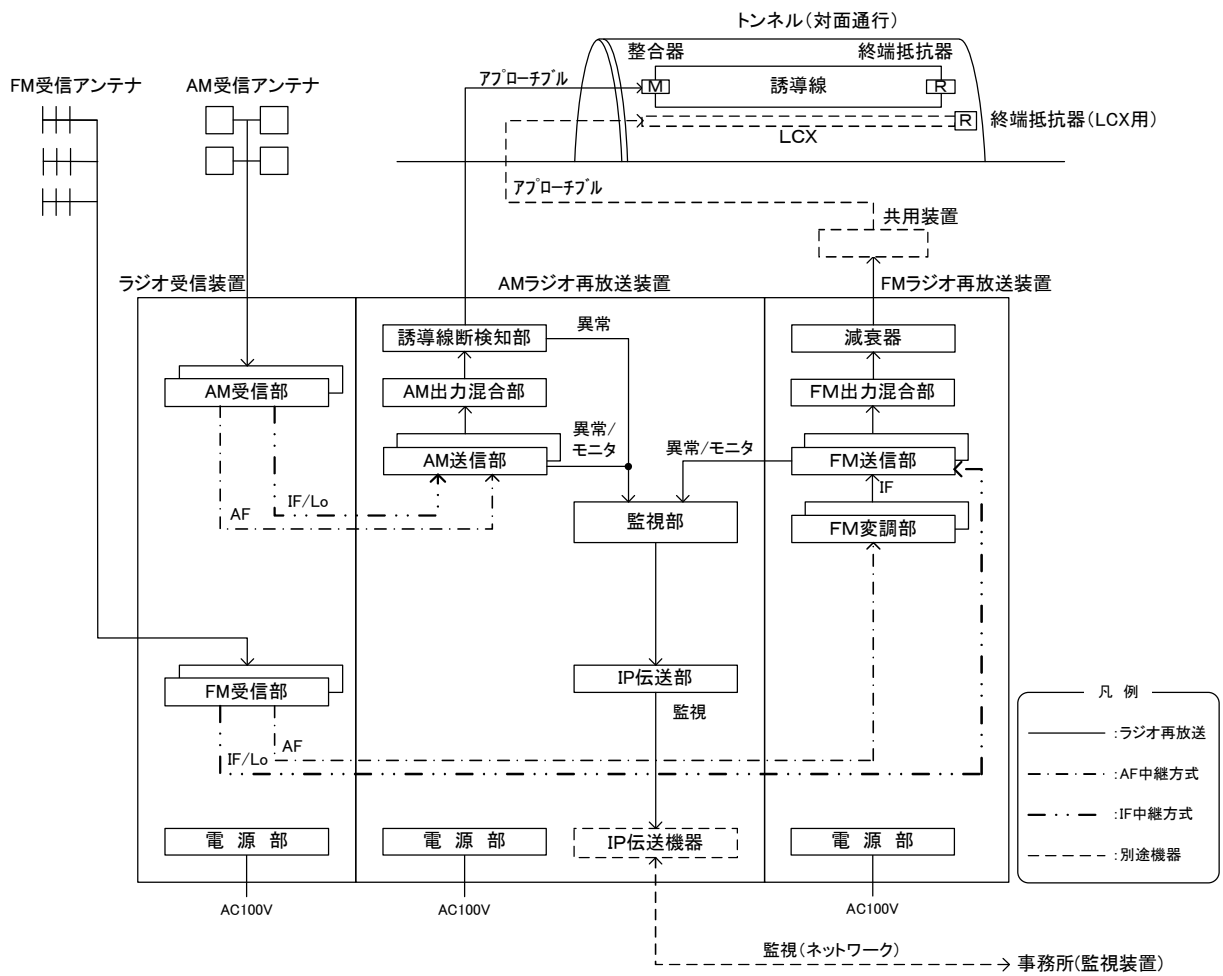 トンネル(対面通行)
整合器
終端抵抗器
FM受信アンテナ
AM受信アンテナ
アプローチブル
M
誘導線
R
R
終端抵抗器(LCX用)
LCX
アプローチブル
共用装置
ラジオ受信装置
AMラジオ再放送装置
FMラジオ再放送装置
誘導線断検知部
異常
減衰器
AM受信部
AM出力混合部
FM出力混合部
異常/
モニタ
異常/モニタ
AM送信部
FM送信部
IF/Lo
IF
AF
監視部
FM変調部
IP伝送部
FM受信部
監視
凡 例
:ラジオ再放送
AF
IF/Lo
:AF中継方式
:IF中継方式
電 源 部
電 源 部
IP伝送機器
電 源 部
:別途機器
AC100V
AC100V
AC100V
監視(ネットワーク)
事務所(監視装置)